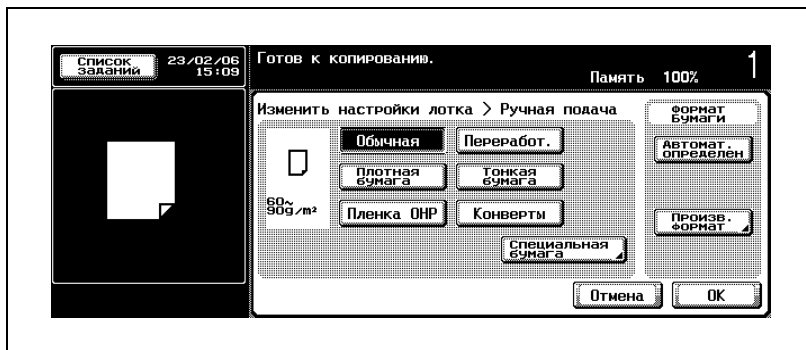 Список заданий
23/02/06
15:09
Готов к копированию.
Память 100%
1
Изменить настройки лотка > Ручная подача
60~
90g/m²
Обычная
Переработ.
Плотная
бумага
Тонкая
бумага
Пленка OHP
Конверты
Специальная
бумага
Формат
Бумаги
Автомат.
определен
Произв.
формат
Отмена
OK